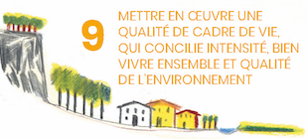 9
METTRE EN ŒUVRE UNE
QUALITÉ DE CADRE DE VIE,
QUI CONCILIE INTENSITÉ, BIEN
VIVRE ENSEMBLE ET QUALITÉ
DE L'ENVIRONNEMENT